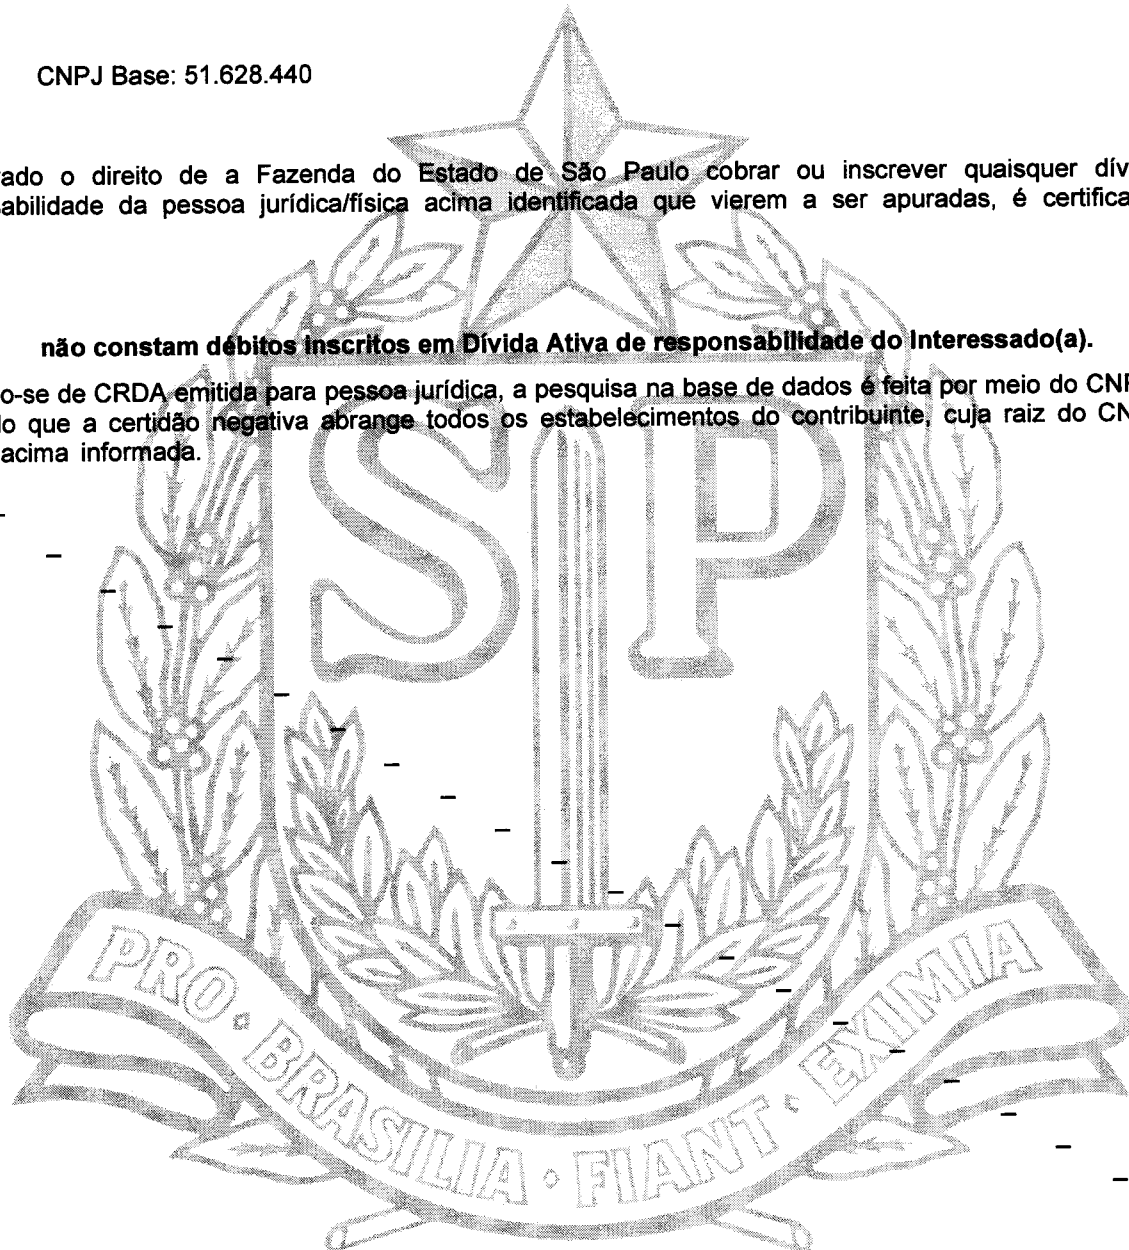 CNPJ Base: 51.628.440
ado o direito de a Fazenda do Estado de São Paulo cobrar ou inscrever quaisquer dív
sabilidade da pessoa jurídica/física acima identificada que vierem a ser apuradas, é certifica
não constam débitos inscritos em Dívida Ativa de responsabilidade do Interessado(a).
o-se de CRDA emitida para pessoa jurídica, a pesquisa na base de dados é feita por meio do CNP
do que a certidão negativa abrange todos os estabelecimentos do contribuinte, cuja raiz do CN
acima informada.
SP
PRO · BRASILIA · FIANT · EXIMIA